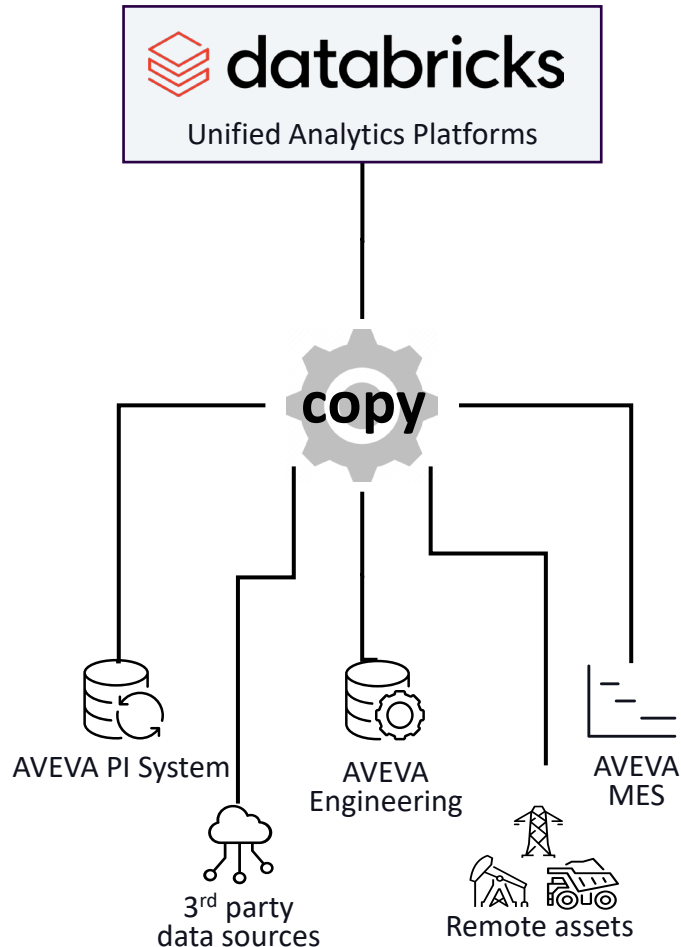 databricks
Unified Analytics Platforms
copy
AVEVA PI System
AVEVA
Engineering
AVEVA
MES
3rd party
data sources
Remote assets